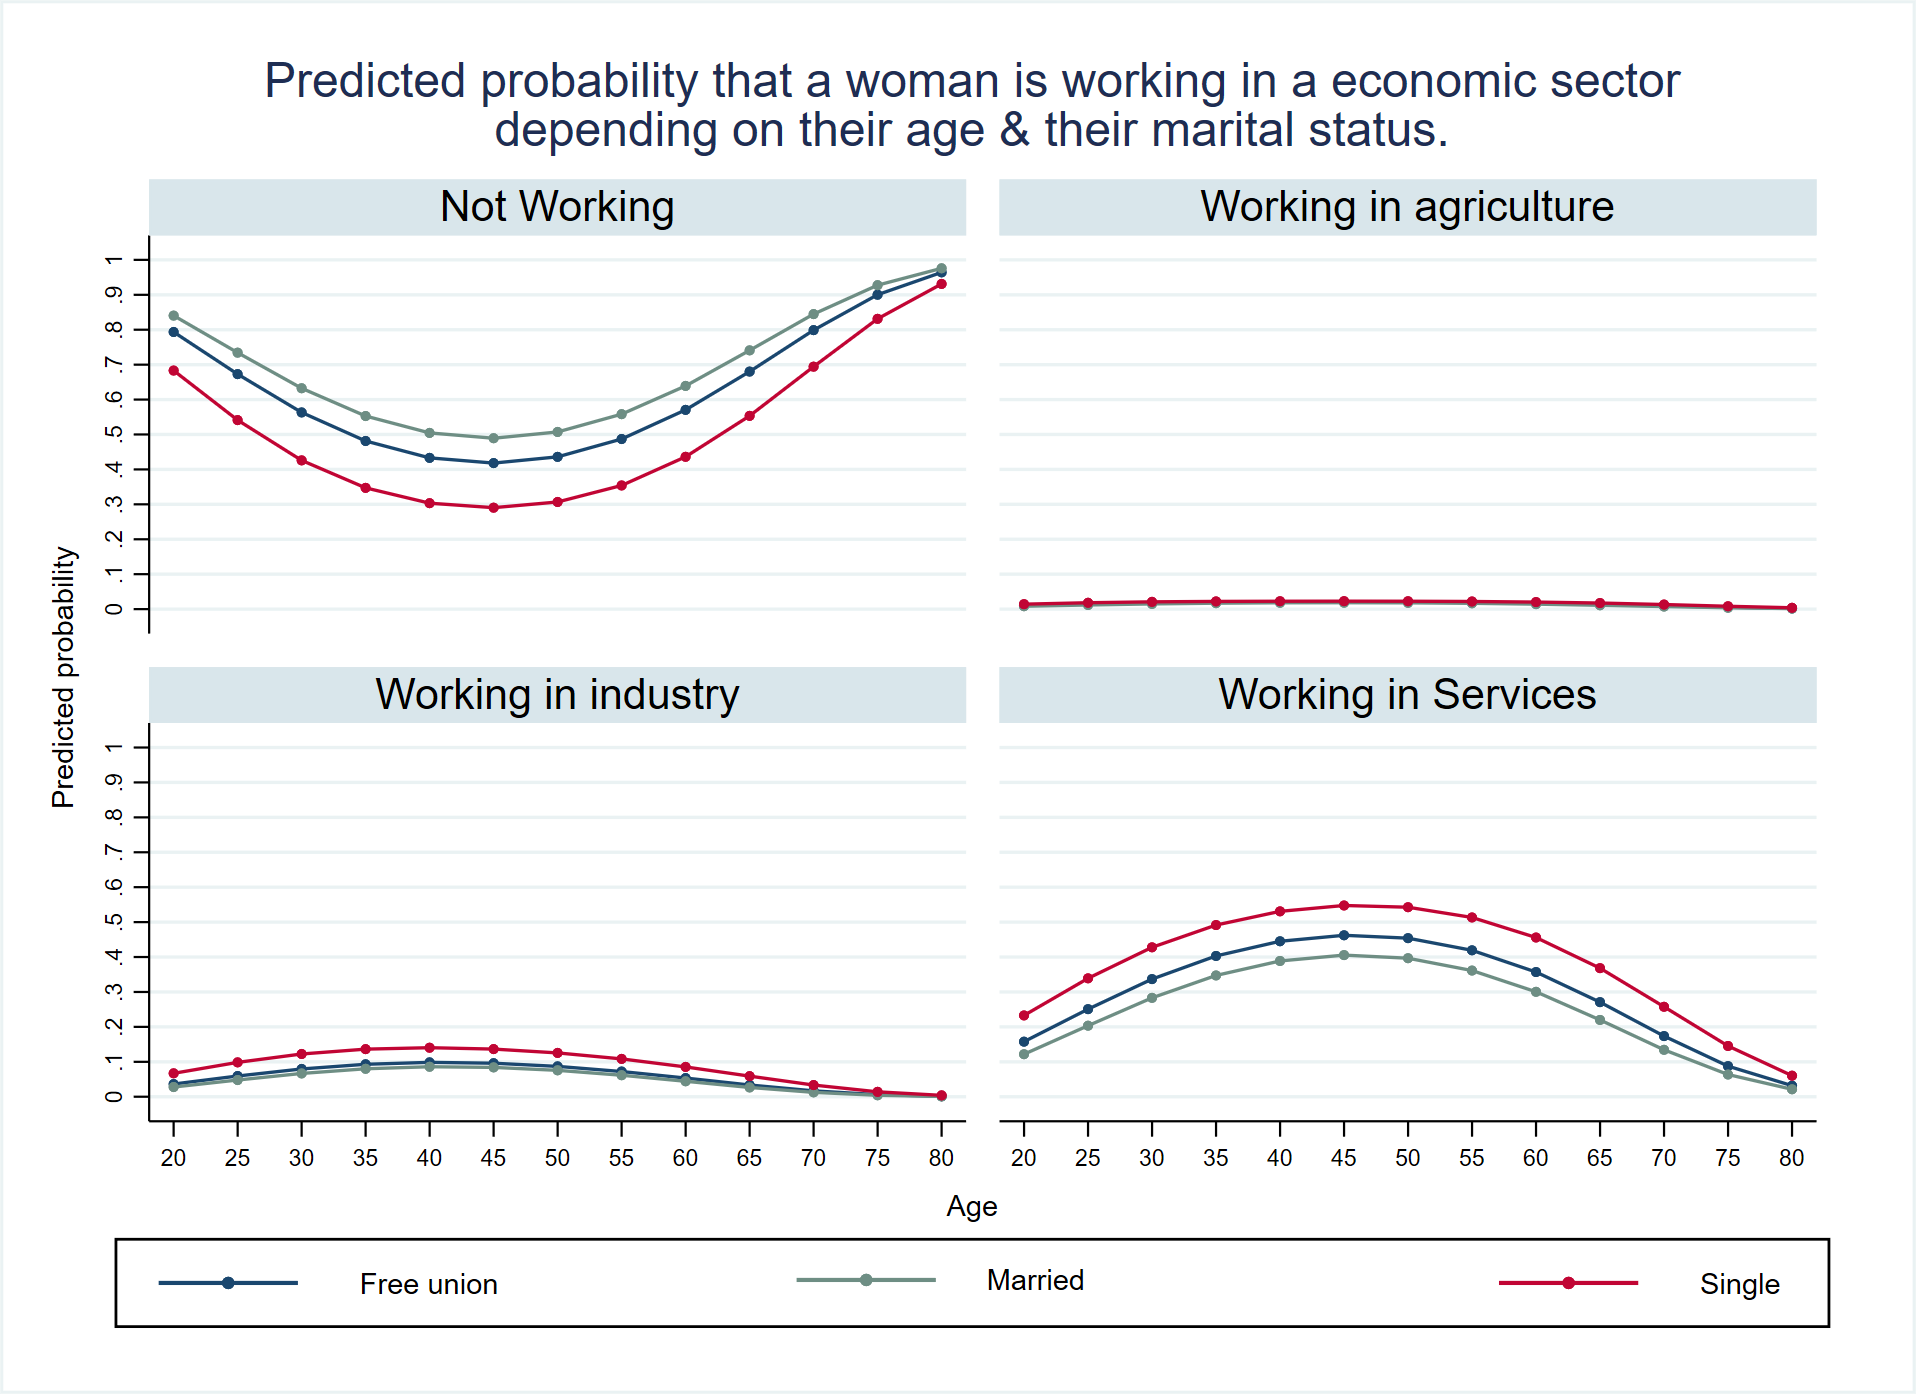 Predicted probability that a woman is working in a economic sector
depending on their age & their marital status.
Not Working
Working in agriculture
1
.9
.8
.7
.6
.5
.4
.3
.2
.1
0
Predicted probability
Working in industry
Working in Services
1
.9
.8
.7
.6
.5
.4
.3
.2
.1
0
20 25 30 35 40 45 50 55 60 65 70 75 80
20 25 30 35 40 45 50 55 60 65 70 75 80
Age
Free union
Married
Single